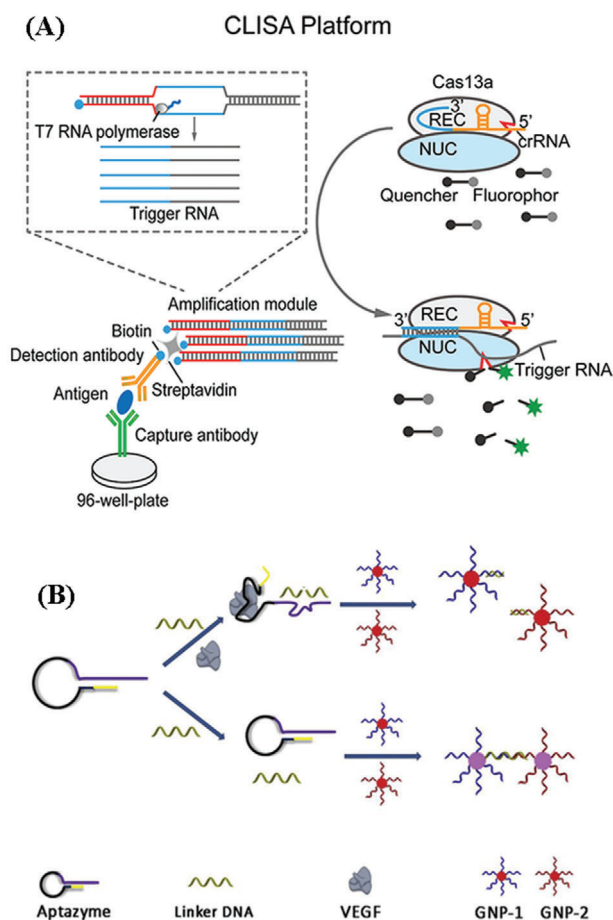 (A)
CLISA Platform
T7 RNA polymerase
Trigger RNA
Cas13a
3’
REC
5’
crRNA
NUC
Quencher Fluorophor
Amplification module
Biotin
Detection antibody
Streptavidin
Antigen
Capture antibody
96-well-plate
3’
REC
5’
NUC
Trigger RNA
(B)
Aptazyme
Linker DNA
VEGF
GNP-1
GNP-2